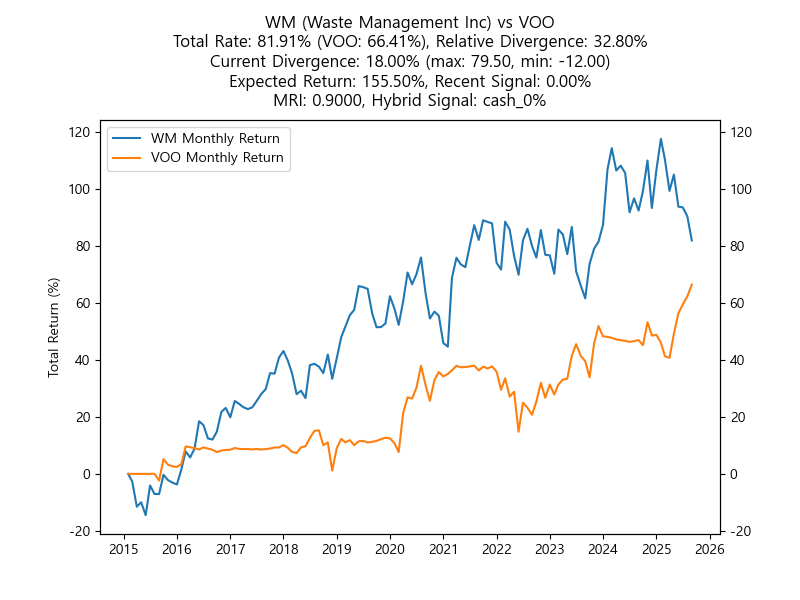 WM (Waste Management Inc) vs VOO
Total Rate: 81.91% (VOO: 66.41%), Relative Divergence: 32.80%
Current Divergence: 18.00% (max: 79.50, min: -12.00)
Expected Return: 155.50%, Recent Signal: 0.00%
MRI: 0.9000, Hybrid Signal: cash_0%
WM Monthly Return
VOO Monthly Return
Total Return (%)
120 120
100 100
80 80
60 60
40 40
20 20
0 0
-20 -20
2015 2016 2017 2018 2019 2020 2021 2022 2023 2024 2025 2026